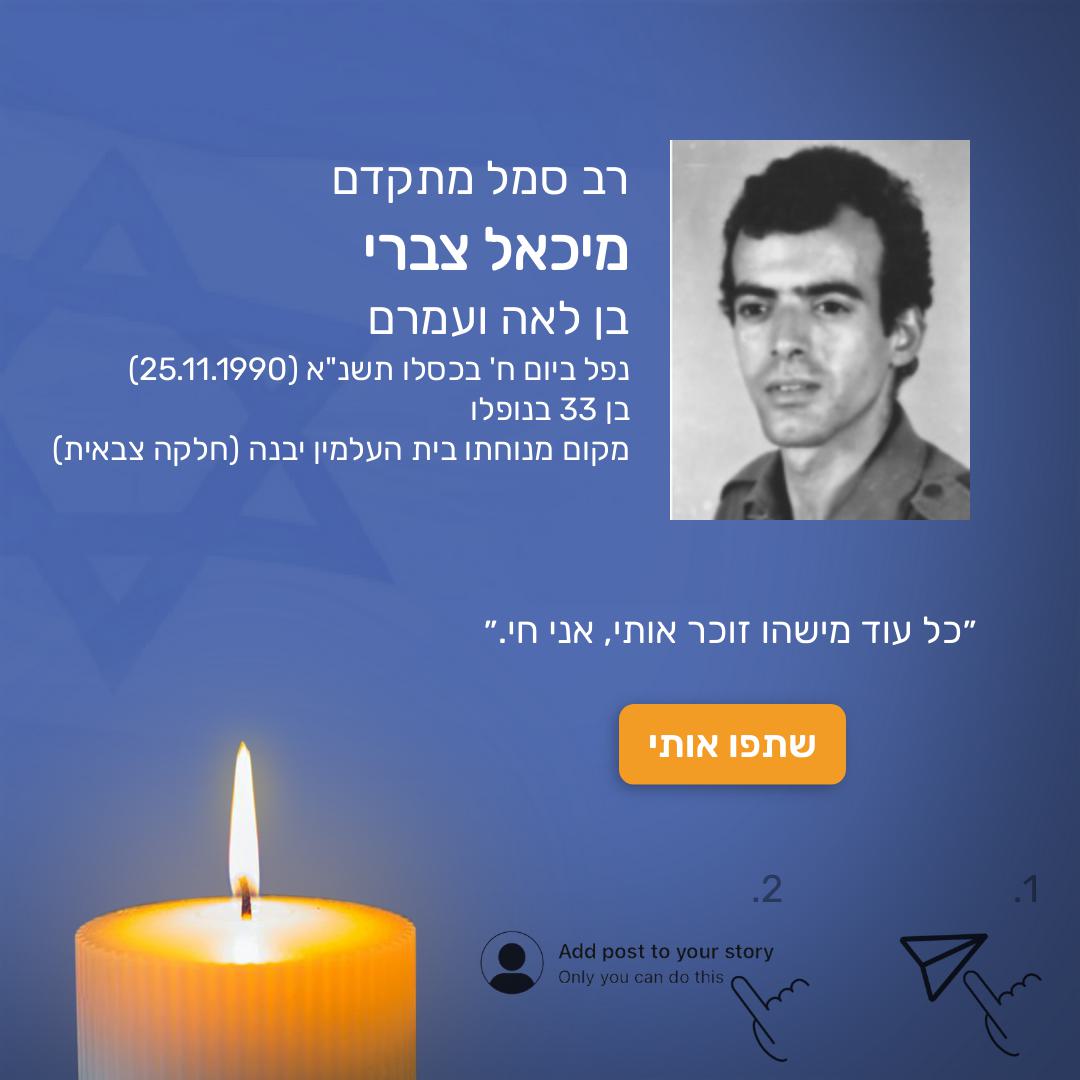 רב סמל מתקדם
מיכאל צברי
בן לאה ועמרם
נפל ביום ח' בכסלו תשנ"א (25.11.1990)
בן 33 בנופלו
מקום מנוחתו בית העלמין יבנה (חלקה צבאית)
״כל עוד מישהו זוכר אותי, אני חי.״
שתפו אותי
.1
.2
Add post to your story
Only you can do this